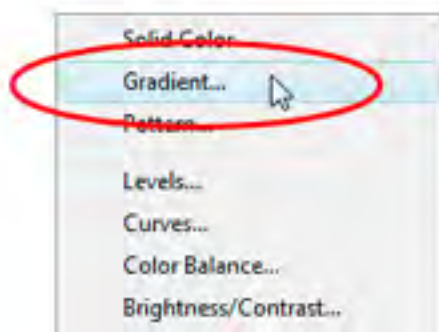 Solid Color...
Gradient...
Pattern...
Levels...
Curves...
Color Balance...
Brightness/Contrast...